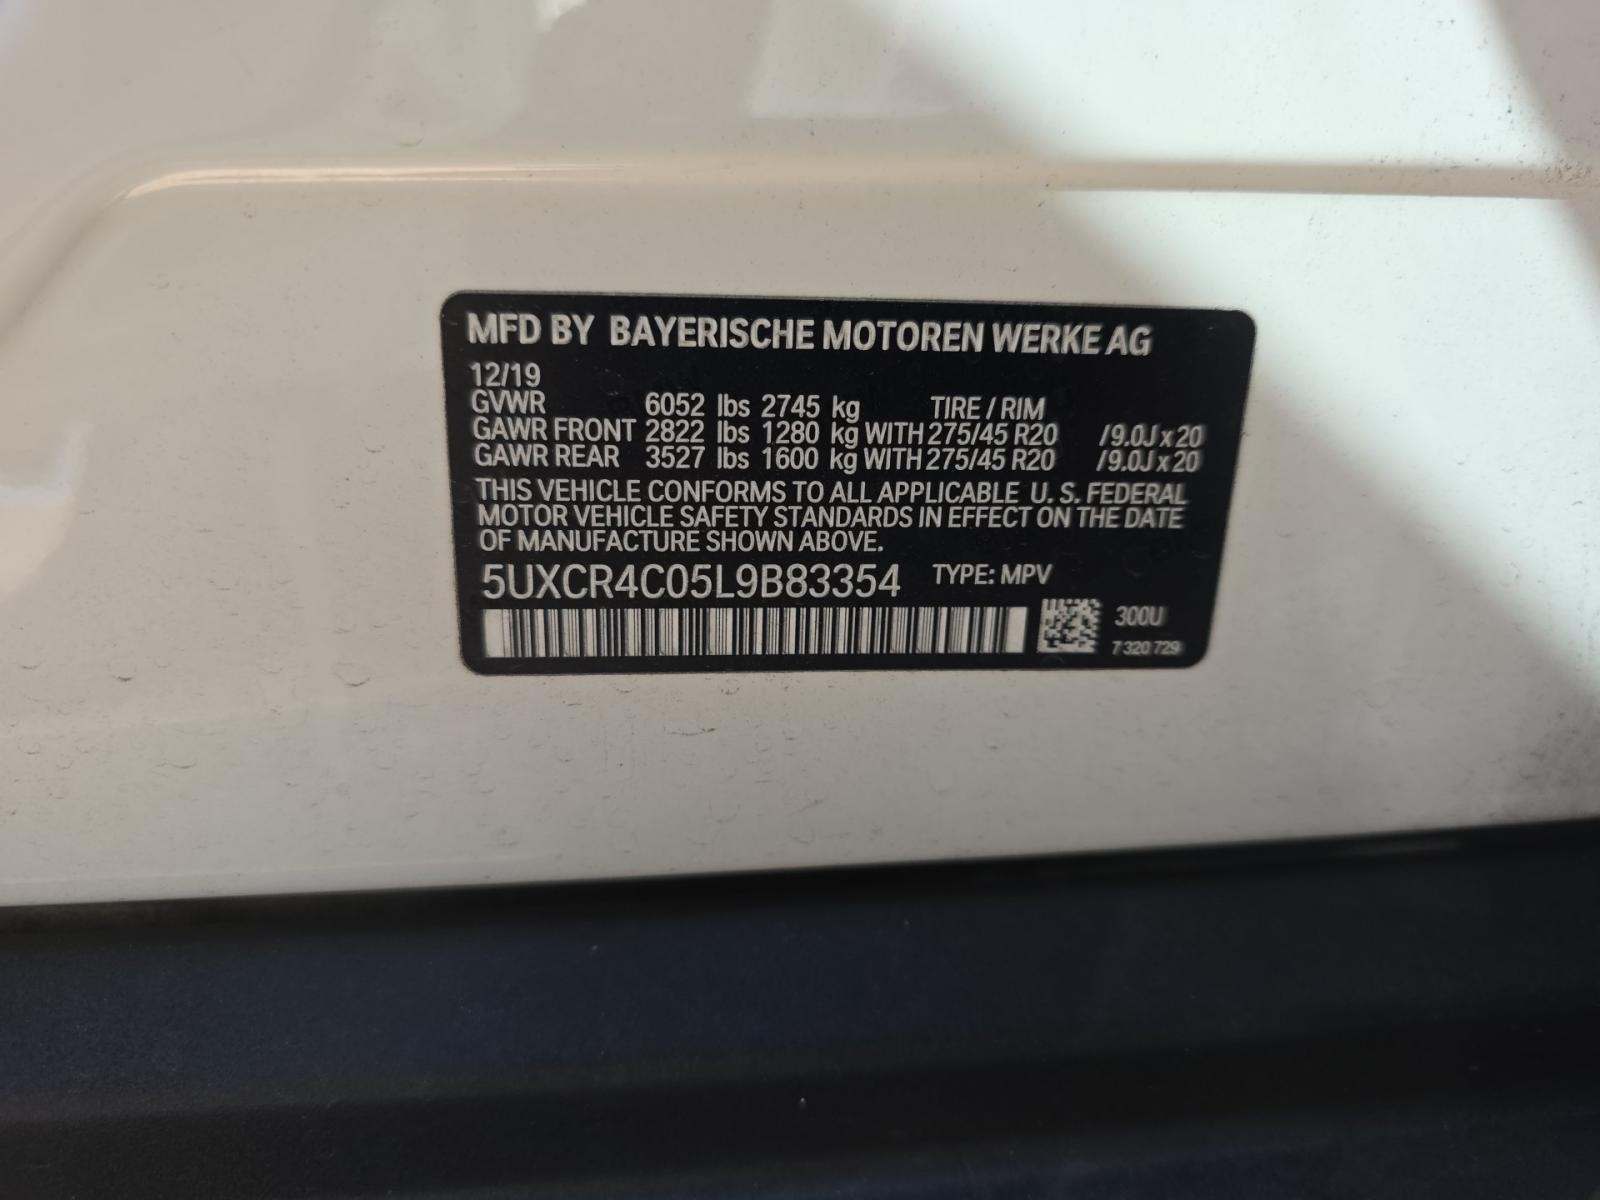 MFD BY BAYERISCHE MOTOREN WERKE AG
12/19
GVWR 6052 lbs 2745 kg TIRE / RIM
GAWR FRONT 2822 lbs 1280 kg WITH 275/45 R20 /9.0J x 20
GAWR REAR 3527 lbs 1600 kg WITH 275/45 R20 /9.0J x 20
THIS VEHICLE CONFORMS TO ALL APPLICABLE U. S. FEDERAL
MOTOR VEHICLE SAFETY STANDARDS IN EFFECT ON THE DATE
OF MANUFACTURE SHOWN ABOVE.
5UXCR4C05L9B83354 TYPE: MPV
300U
7 320 729